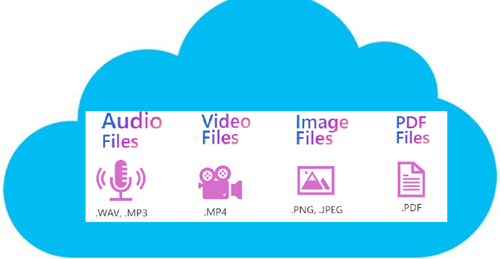 Audio
Files
Video
Files
Image
Files
PDF
Files
.WAV, .MP3
.MP4
.PNG, .JPEG
.PDF